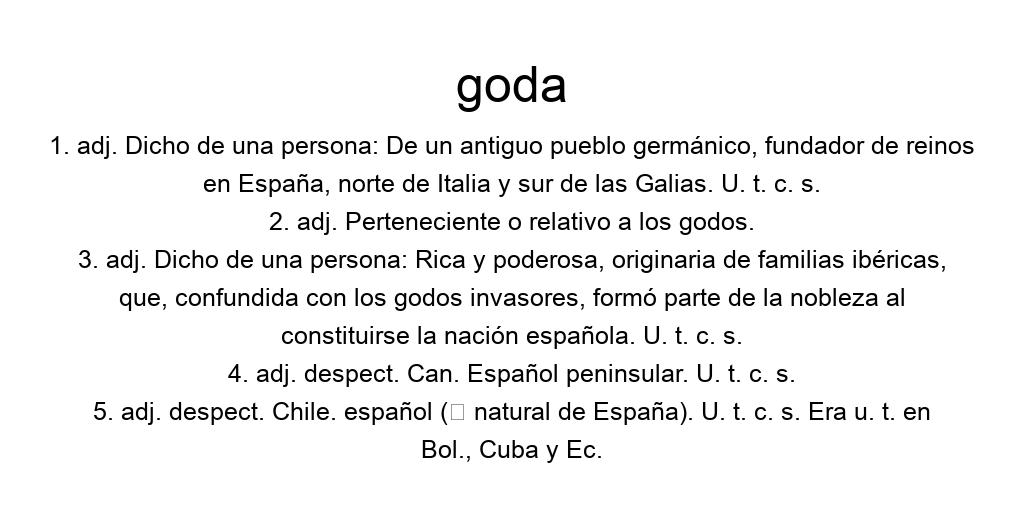 goda
1. adj. Dicho de una persona: De un antiguo pueblo germánico, fundador de reinos
en España, norte de Italia y sur de las Galias. U. t. c. s.
2. adj. Perteneciente o relativo a los godos.
3. adj. Dicho de una persona: Rica y poderosa, originaria de familias ibéricas,
que, confundida con los godos invasores, formó parte de la nobleza al
constituirse la nación española. U. t. c. s.
4. adj. despect. Can. Español peninsular. U. t. c. s.
5. adj. despect. Chile. español (▯ natural de España). U. t. c. s. Era u. t. en
Bol., Cuba y Ec.